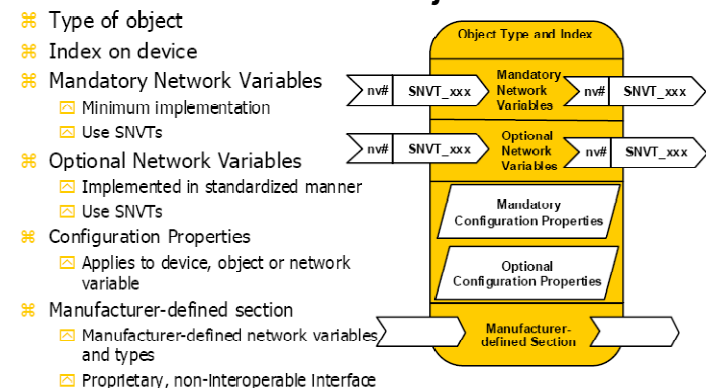 Type of object
Index on device
Mandatory Network Variables
Minimum implementation
Use SNVTs
Optional Network Variables
Implemented in standardized manner
Use SNVTs
Configuration Properties
Applies to device, object or network
variable
Manufacturer-defined section
Manufacturer-defined network variables
and types
Proprietary, non-interoperable interface
Object Type and Index
nv# SNVT_xxx
Mandatory
Network
Variables
nv# SNVT_xxx
nv# SNVT_xxx
Optional
Network
Variables
nv# SNVT_xxx
Mandatory
Configuration Properties
Optional
Configuration Properties
Manufacturer-
defined Section